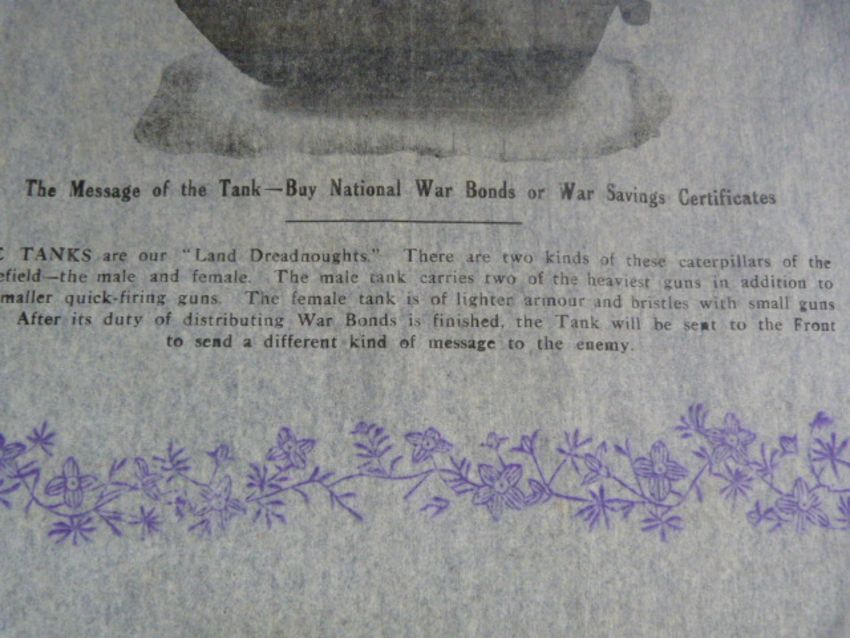 The Message of the Tank—Buy National War Bonds or War Savings Certificates
TANKS are our "Land Dreadnoughts." There are two kinds of these caterpillars of the
efield—the male and female. The male tank carries two of the heaviest guns in addition to
maller quick-firing guns. The female tank is of lighter armour and bristles with small guns
After its duty of distributing War Bonds is finished, the Tank will be sent to the Front
to send a different kind of message to the enemy.